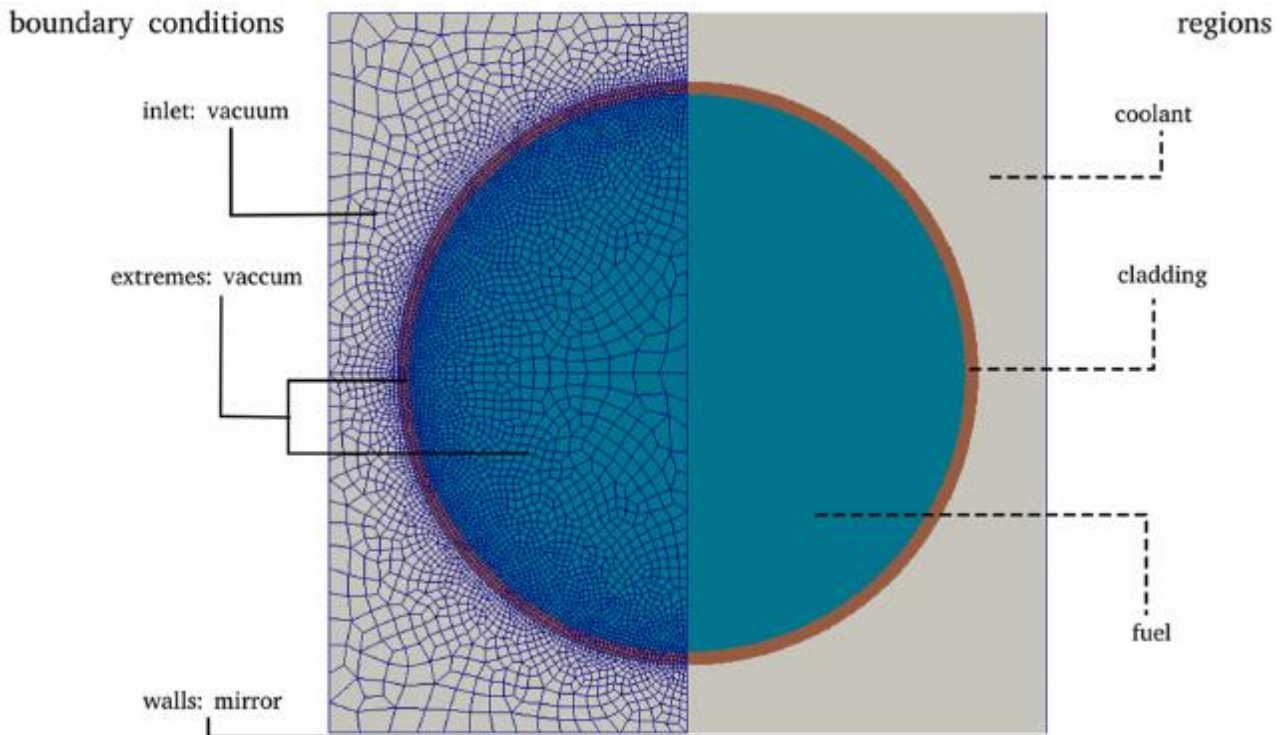 boundary conditions
regions
inlet: vacuum
coolant
extremes: vaccum
cladding
fuel
walls: mirror